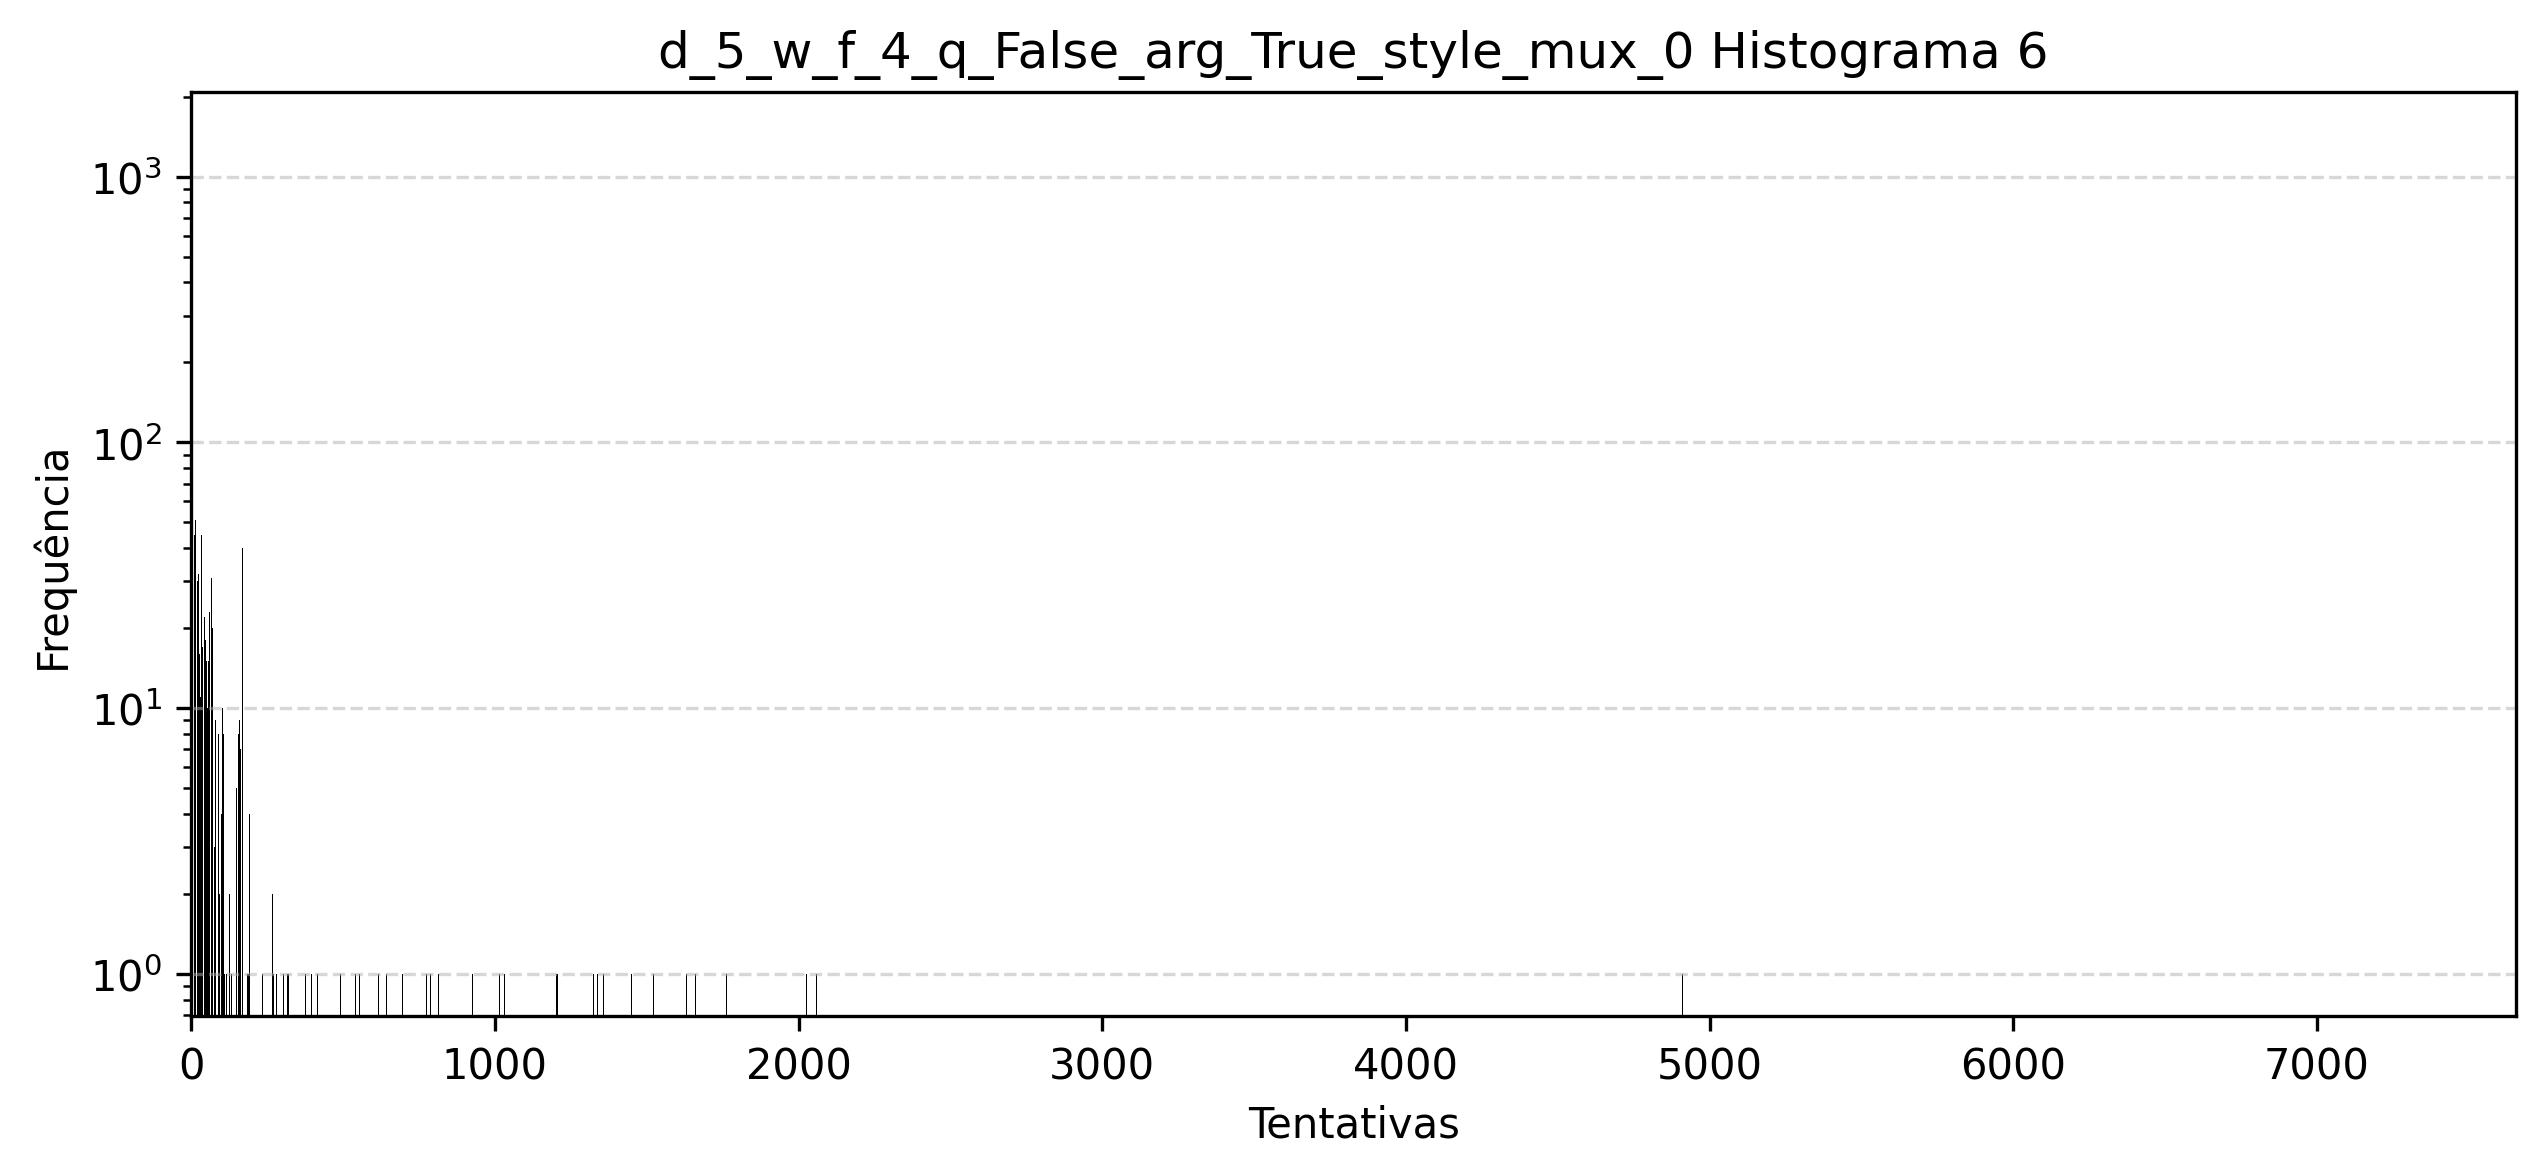 d_5_w_f_4_q_False_arg_True_style_mux_0 Histograma 6
Frequência
10³
10²
10¹
10⁰
0 1000 2000 3000 4000 5000 6000 7000
Tentativas